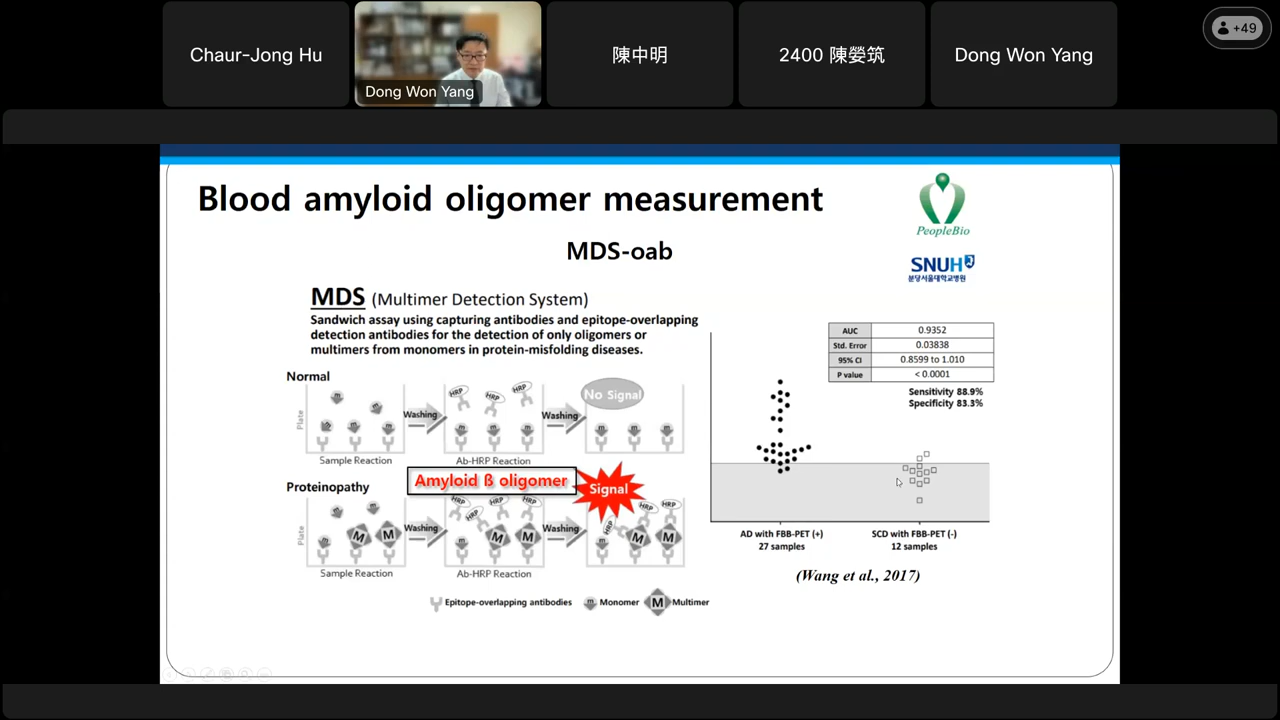 Chaur-Jong Hu
Dong Won Yang
陳中明
2400 陳嫈筑
Dong Won Yang
+49
Blood amyloid oligomer measurement
PeopleBio
MDS-oab
SNUH
분당서울대학교병원
MDS (Multimer Detection System)
Sandwich assay using capturing antibodies and epitope-overlapping
detection antibodies for the detection of only oligomers or
multimers from monomers in protein-misfolding diseases.
AUC 0.9352
Std. Error 0.03838
95% CI 0.8599 to 1.010
P value < 0.0001
Sensitivity 88.9%
Specificity 83.3%
Normal
Plate
m m m m m
Washing
HRP HRP HRP
m m m
Washing
No Signal
m m m
Sample Reaction
Ab-HRP Reaction
Amyloid ß oligomer
Signal
Proteinopathy
Plate
m m m M M
Washing
HRP HRP HRP HRP
m M M
Washing
HRP HRP HRP
m M M
Sample Reaction
Ab-HRP Reaction
Epitope-overlapping antibodies
m Monomer
M Multimer
AD with FBB-PET (+)
27 samples
SCD with FBB-PET (-)
12 samples
(Wang et al., 2017)